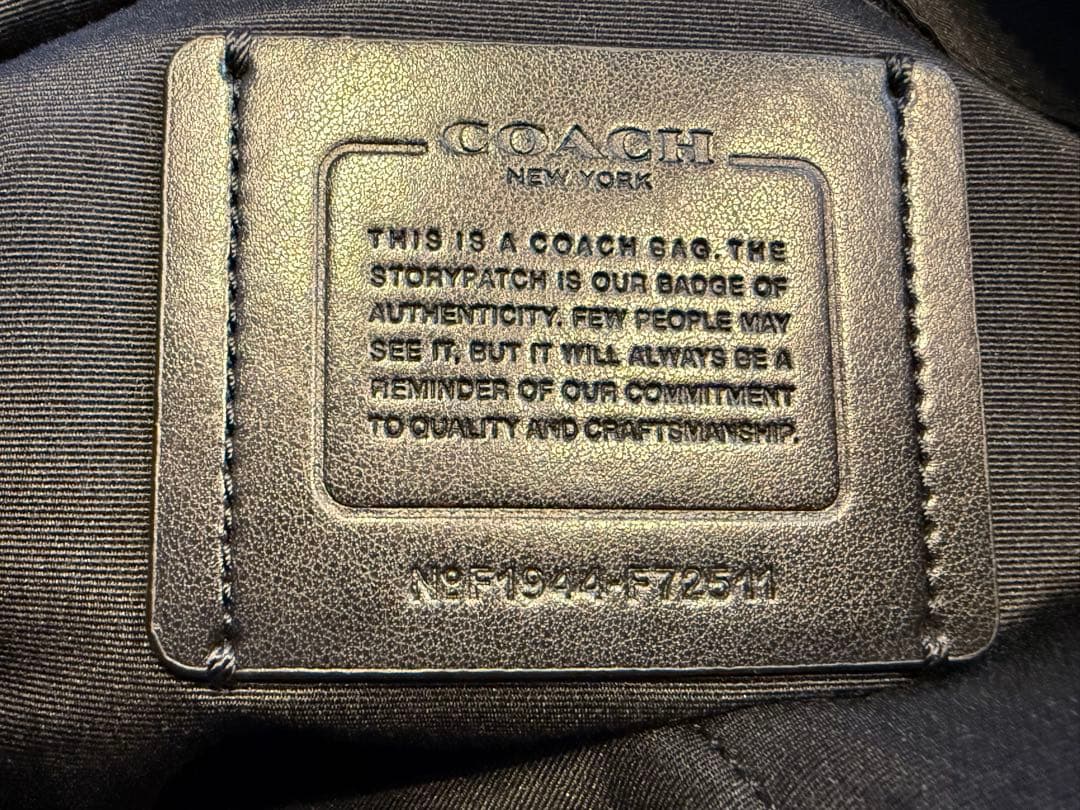 COACH
NEW YORK
THIS IS A COACH BAG. THE
STORYPATCH IS OUR BADGE OF
AUTHENTICITY. FEW PEOPLE MAY
SEE IT, BUT IT WILL ALWAYS BE A
REMINDER OF OUR COMMITMENT
TO QUALITY AND CRAFTSMANSHIP.
NºF1944-F72511